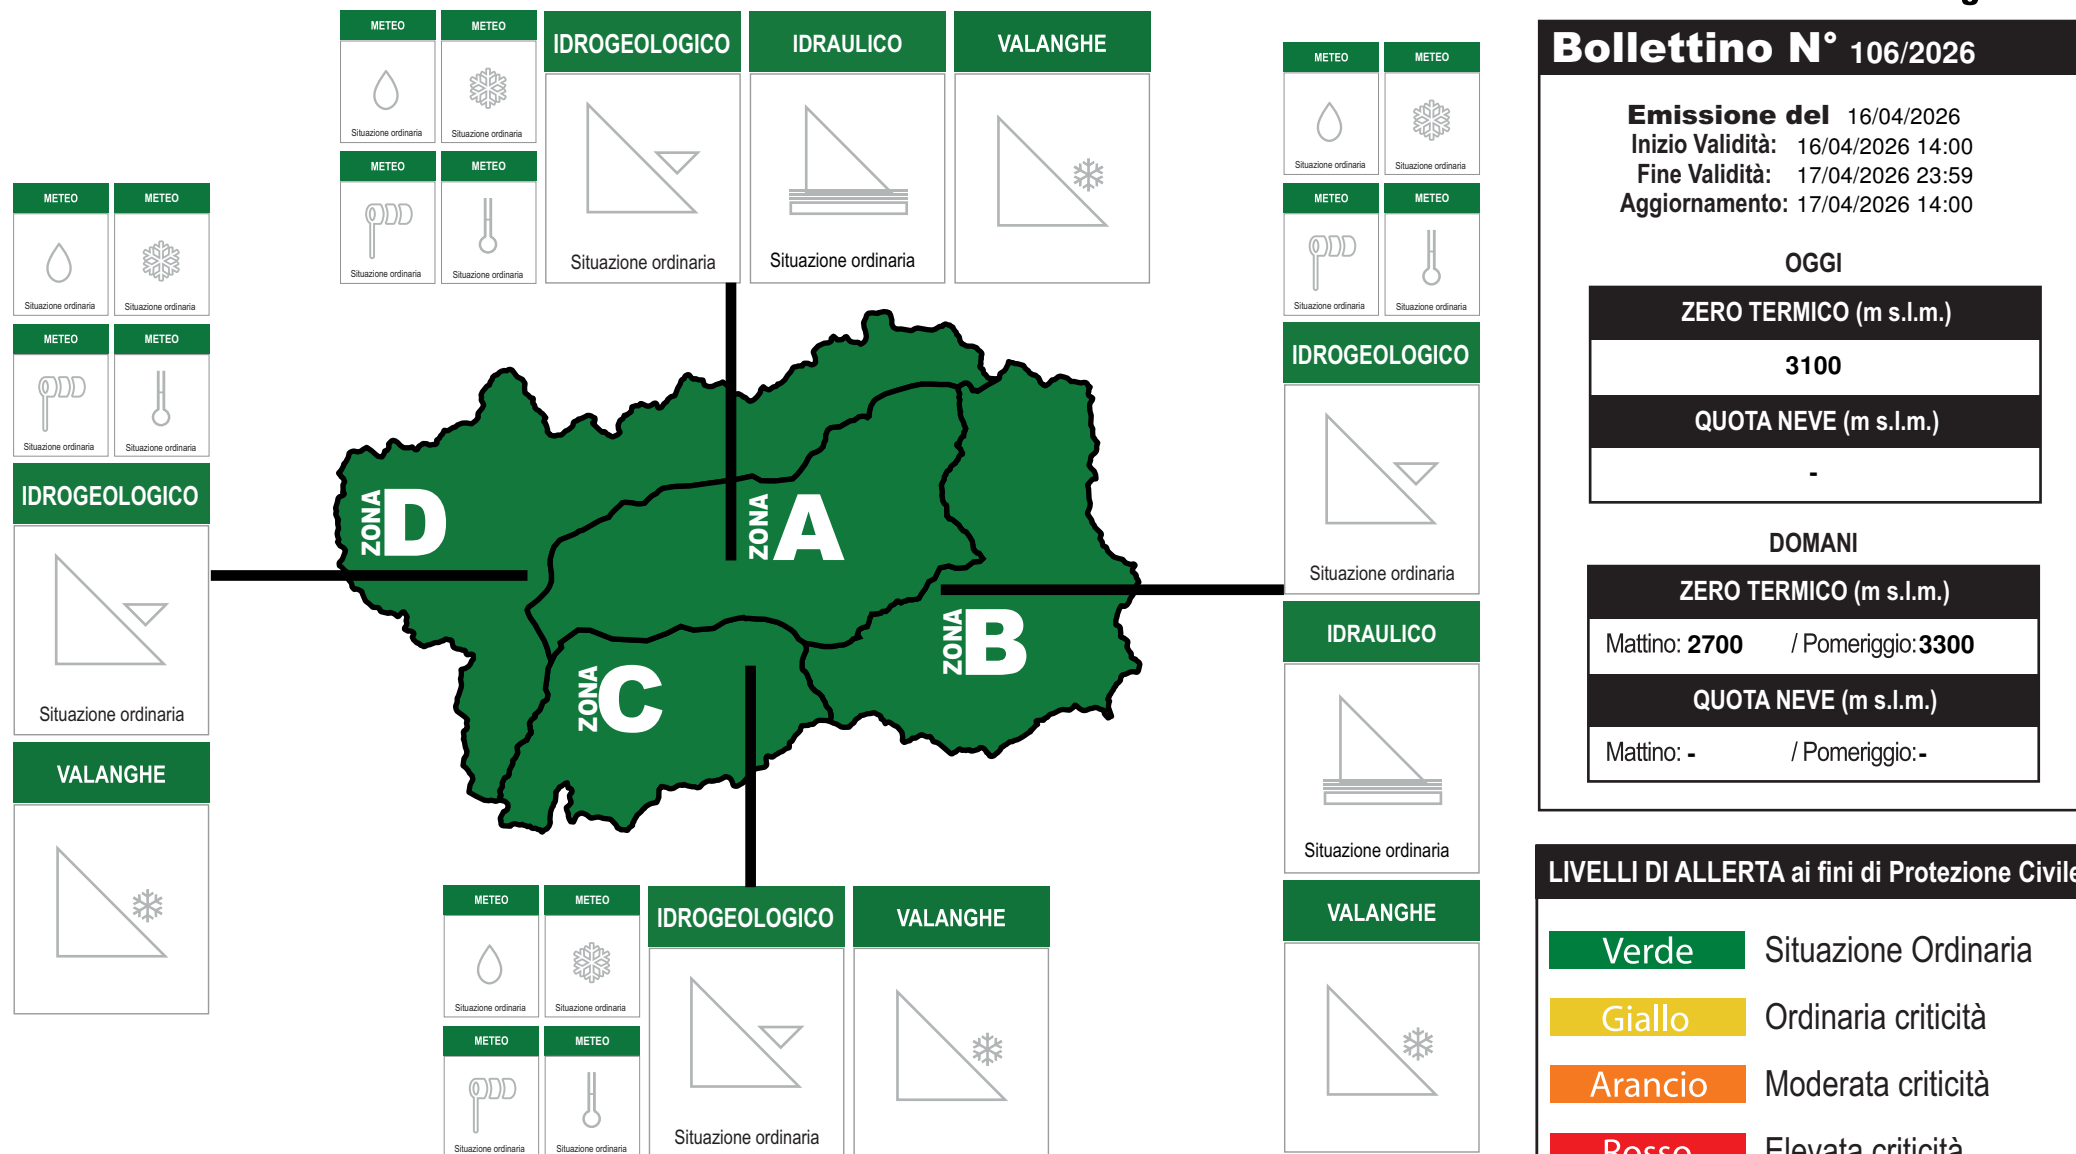 METEO METEO
Situazione ordinaria Situazione ordinaria
METEO METEO
Situazione ordinaria Situazione ordinaria
IDROGEOLOGICO
Situazione ordinaria
IDRAULICO
Situazione ordinaria
VALANGHE
METEO METEO
Situazione ordinaria Situazione ordinaria
METEO METEO
Situazione ordinaria Situazione ordinaria
IDROGEOLOGICO
Situazione ordinaria
VALANGHE
ZONA D
ZONA A
ZONA B
ZONA C
METEO METEO
Situazione ordinaria Situazione ordinaria
METEO METEO
Situazione ordinaria Situazione ordinaria
IDROGEOLOGICO
Situazione ordinaria
VALANGHE
METEO METEO
Situazione ordinaria Situazione ordinaria
METEO METEO
Situazione ordinaria Situazione ordinaria
IDROGEOLOGICO
Situazione ordinaria
IDRAULICO
Situazione ordinaria
VALANGHE
Bollettino N° 106/2026
Emissione del 16/04/2026
Inizio Validità: 16/04/2026 14:00
Fine Validità: 17/04/2026 23:59
Aggiornamento: 17/04/2026 14:00
OGGI
ZERO TERMICO (m s.l.m.)
3100
QUOTA NEVE (m s.l.m.)
-
DOMANI
ZERO TERMICO (m s.l.m.)
Mattino: 2700 / Pomeriggio: 3300
QUOTA NEVE (m s.l.m.)
Mattino: - / Pomeriggio: -
LIVELLI DI ALLERTA ai fini di Protezione Civile
Verde Situazione Ordinaria
Giallo Ordinaria criticità
Arancio Moderata criticità
Rosso Elevata criticità